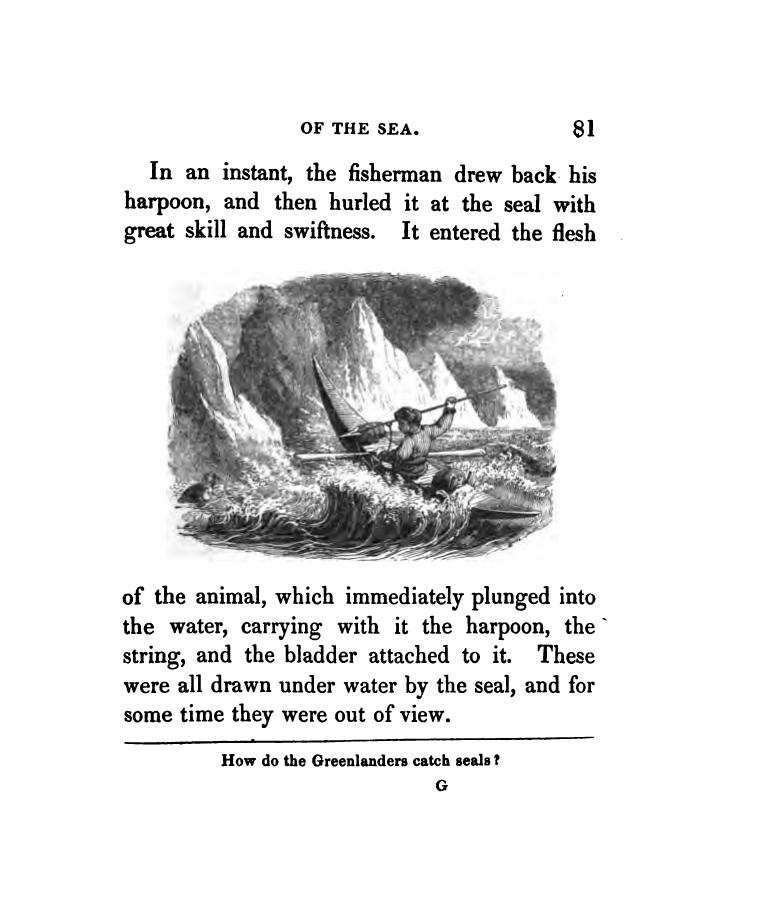 OF THE SEA. 81
In an instant, the fisherman drew back his
harpoon, and then hurled it at the seal with
great skill and swiftness. It entered the flesh
of the animal, which immediately plunged into
the water, carrying with it the harpoon, the
string, and the bladder attached to it. These
were all drawn under water by the seal, and for
some time they were out of view.
How do the Greenlanders catch seals?
G